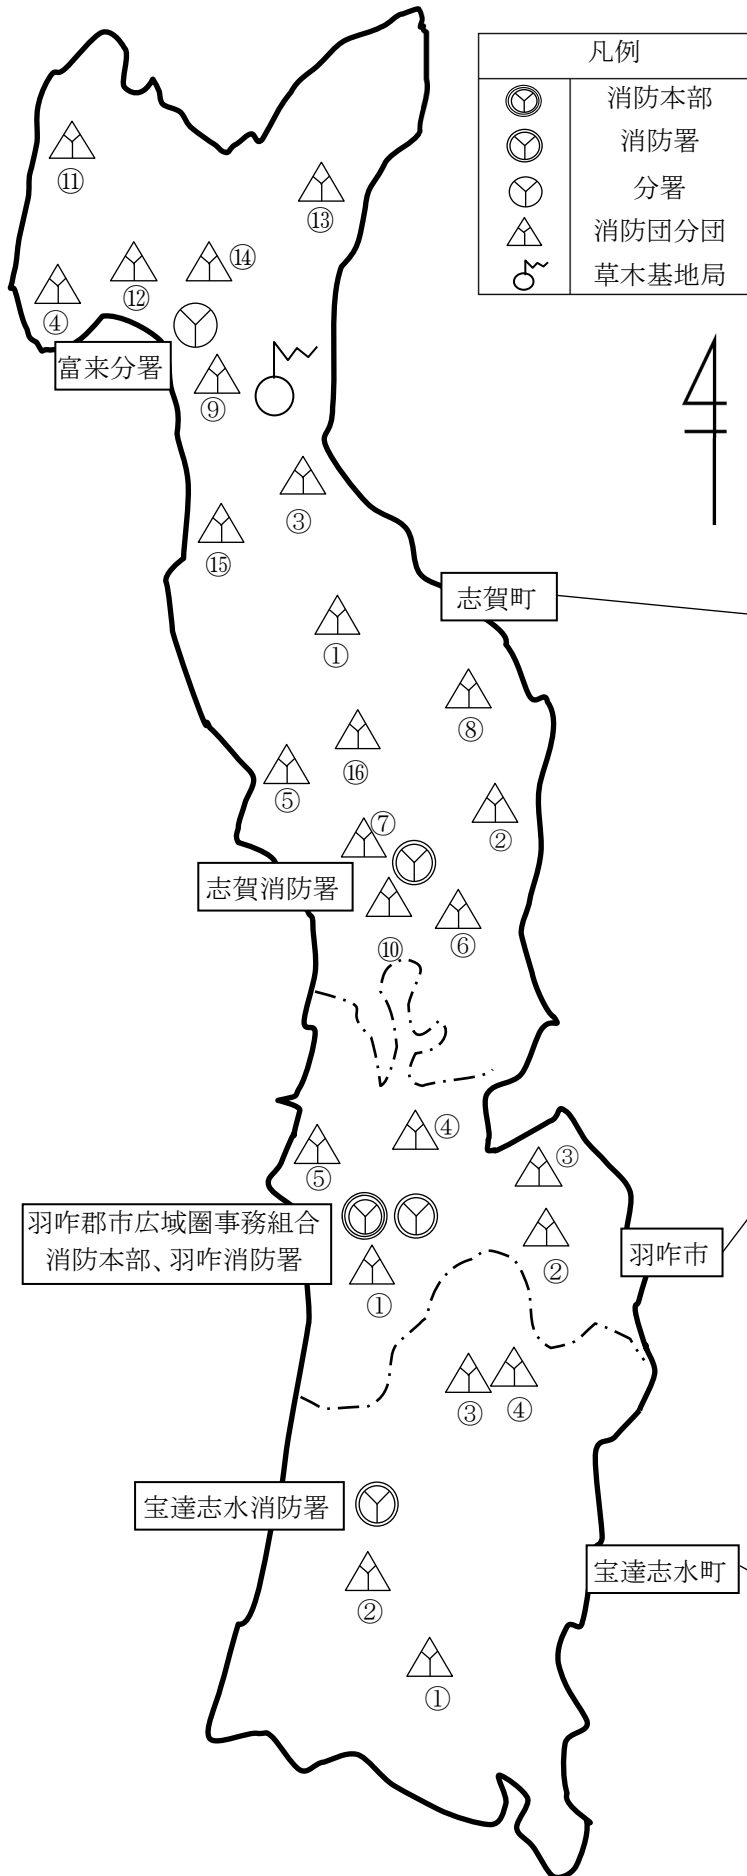 凡例
消防本部
消防署
分署
消防団分団
草木基地局
⑪
⑬
⑭
⑫
④
富来分署
⑨
③
⑮
志賀町
①
⑧
⑯
⑤
②
⑦
志賀消防署
⑥
⑩
④
③
⑤
羽咋郡市広域圏事務組合
消防本部、羽咋消防署
②
羽咋市
①
③
④
宝達志水消防署
宝達志水町
②
①